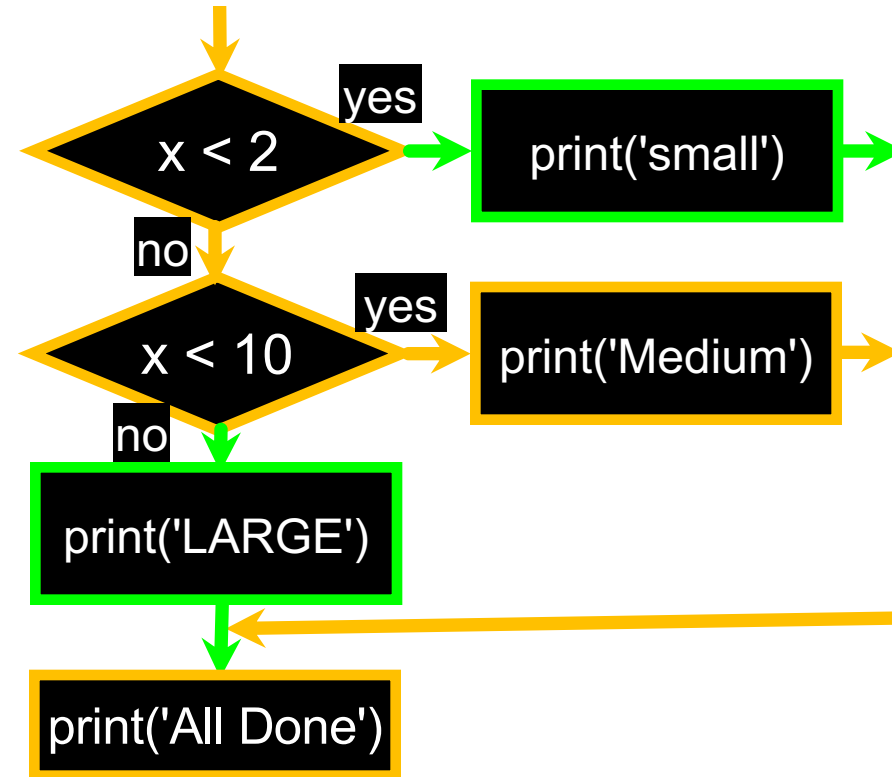 yes
x < 2
print('small')
no
yes
x < 10
print('Medium')
no
print('LARGE')
print('All Done')